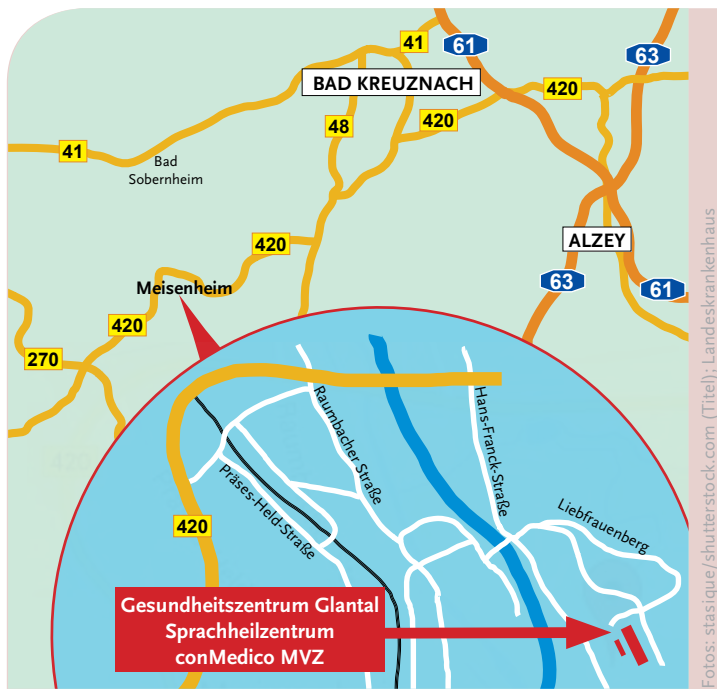 41
61
63
BAD KREUZNACH
420
48
420
41
Bad
Sobernheim
ALZEY
420
63
61
Meisenheim
420
270
Raumbacher Straße
Hans-Franck-Straße
Präses-Held-Straße
Liebfrauenberg
420
Gesundheitszentrum Glantal
Sprachheilzentrum
conMedico MVZ
Fotos: stasique/shutterstock.com (Titel); Landeskrankenhaus